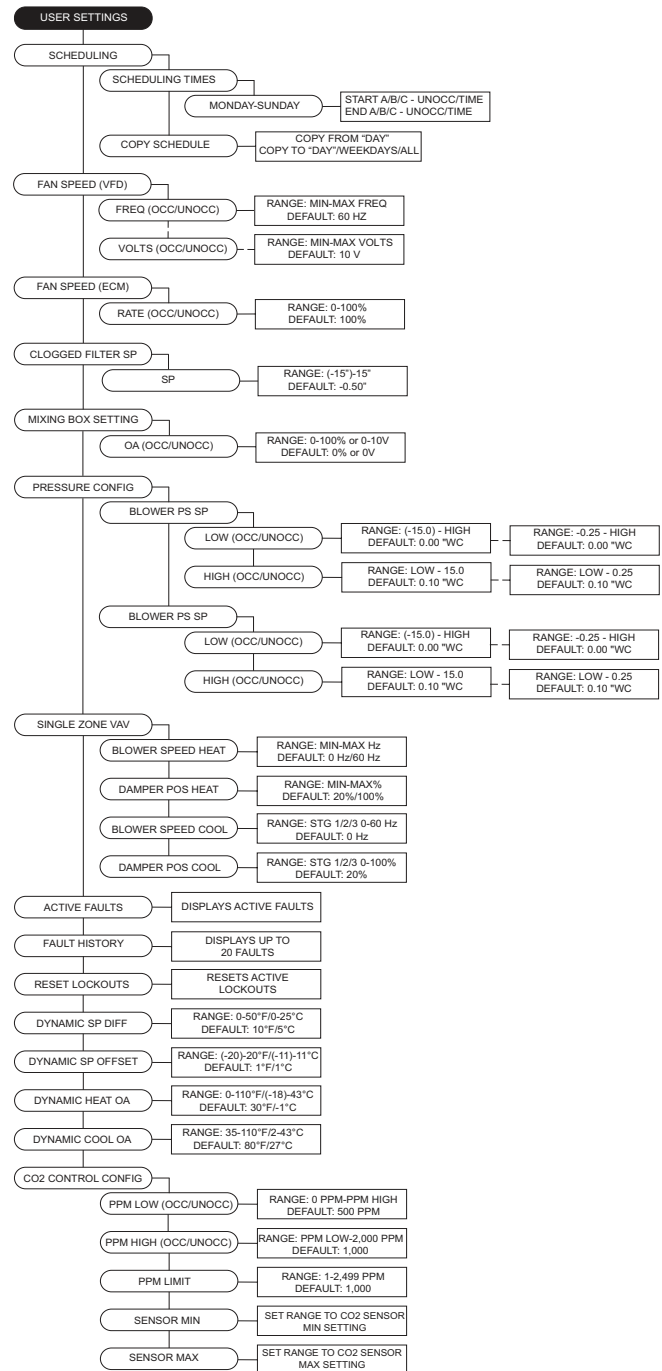 USER SETTINGS
SCHEDULING
SCHEDULING TIMES
MONDAY-SUNDAY
START A/B/C - UNOCC/TIME
END A/B/C - UNOCC/TIME
COPY SCHEDULE
COPY FROM “DAY”
COPY TO “DAY”/WEEKDAYS/ALL
FAN SPEED (VFD)
FREQ (OCC/UNOCC)
RANGE: MIN-MAX FREQ
DEFAULT: 60 HZ
VOLTS (OCC/UNOCC)
RANGE: MIN-MAX VOLTS
DEFAULT: 10 V
FAN SPEED (ECM)
RATE (OCC/UNOCC)
RANGE: 0-100%
DEFAULT: 100%
CLOGGED FILTER SP
SP
RANGE: (-15”)-15”
DEFAULT: -0.50”
MIXING BOX SETTING
OA (OCC/UNOCC)
RANGE: 0-100% or 0-10V
DEFAULT: 0% or 0V
PRESSURE CONFIG
BLOWER PS SP
LOW (OCC/UNOCC)
RANGE: (-15.0) - HIGH
DEFAULT: 0.00 "WC
RANGE: -0.25 - HIGH
DEFAULT: 0.00 "WC
HIGH (OCC/UNOCC)
RANGE: LOW - 15.0
DEFAULT: 0.10 "WC
RANGE: LOW - 0.25
DEFAULT: 0.10 "WC
BLOWER PS SP
LOW (OCC/UNOCC)
RANGE: (-15.0) - HIGH
DEFAULT: 0.00 "WC
RANGE: -0.25 - HIGH
DEFAULT: 0.00 "WC
HIGH (OCC/UNOCC)
RANGE: LOW - 15.0
DEFAULT: 0.10 "WC
RANGE: LOW - 0.25
DEFAULT: 0.10 "WC
SINGLE ZONE VAV
BLOWER SPEED HEAT
RANGE: MIN-MAX Hz
DEFAULT: 0 Hz/60 Hz
DAMPER POS HEAT
RANGE: MIN-MAX%
DEFAULT: 20%/100%
BLOWER SPEED COOL
RANGE: STG 1/2/3 0-60 Hz
DEFAULT: 0 Hz
DAMPER POS COOL
RANGE: STG 1/2/3 0-100%
DEFAULT: 20%
ACTIVE FAULTS
DISPLAYS ACTIVE FAULTS
FAULT HISTORY
DISPLAYS UP TO
20 FAULTS
RESET LOCKOUTS
RESETS ACTIVE
LOCKOUTS
DYNAMIC SP DIFF
RANGE: 0-50°F/0-25°C
DEFAULT: 10°F/5°C
DYNAMIC SP OFFSET
RANGE: (-20)-20°F/(-11)-11°C
DEFAULT: 1°F/1°C
DYNAMIC HEAT OA
RANGE: 0-110°F/(-18)-43°C
DEFAULT: 30°F/-1°C
DYNAMIC COOL OA
RANGE: 35-110°F/2-43°C
DEFAULT: 80°F/27°C
CO2 CONTROL CONFIG
PPM LOW (OCC/UNOCC)
RANGE: 0 PPM-PPM HIGH
DEFAULT: 500 PPM
PPM HIGH (OCC/UNOCC)
RANGE: PPM LOW-2,000 PPM
DEFAULT: 1,000
PPM LIMIT
RANGE: 1-2,499 PPM
DEFAULT: 1,000
SENSOR MIN
SET RANGE TO CO2 SENSOR
MIN SETTING
SENSOR MAX
SET RANGE TO CO2 SENSOR
MAX SETTING